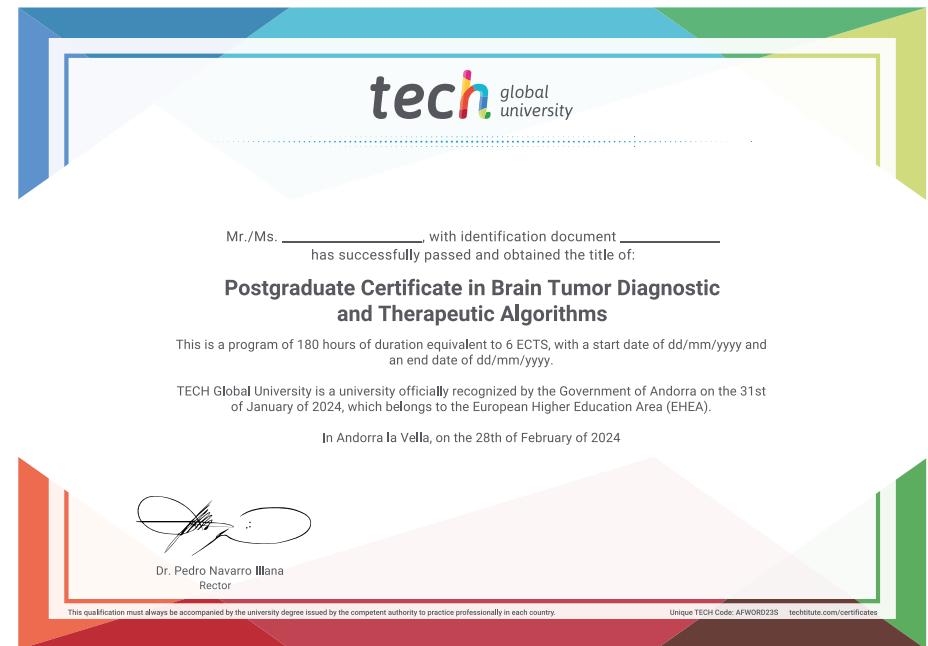 tech global
university
Mr./Ms. ____________, with identification document ____________
has successfully passed and obtained the title of:
Postgraduate Certificate in Brain Tumor Diagnostic
and Therapeutic Algorithms
This is a program of 180 hours of duration equivalent to 6 ECTS, with a start date of dd/mm/yyyy and
an end date of dd/mm/yyyy.
TECH Global University is a university officially recognized by the Government of Andorra on the 31st
of January of 2024, which belongs to the European Higher Education Area (EHEA).
In Andorra la Vella, on the 28th of February of 2024
Dr. Pedro Navarro Illana
Rector
This qualification must always be accompanied by the university degree issued by the competent authority to practice professionally in each country.
Unique TECH Code: AFWORD23S techtitute.com/certificates